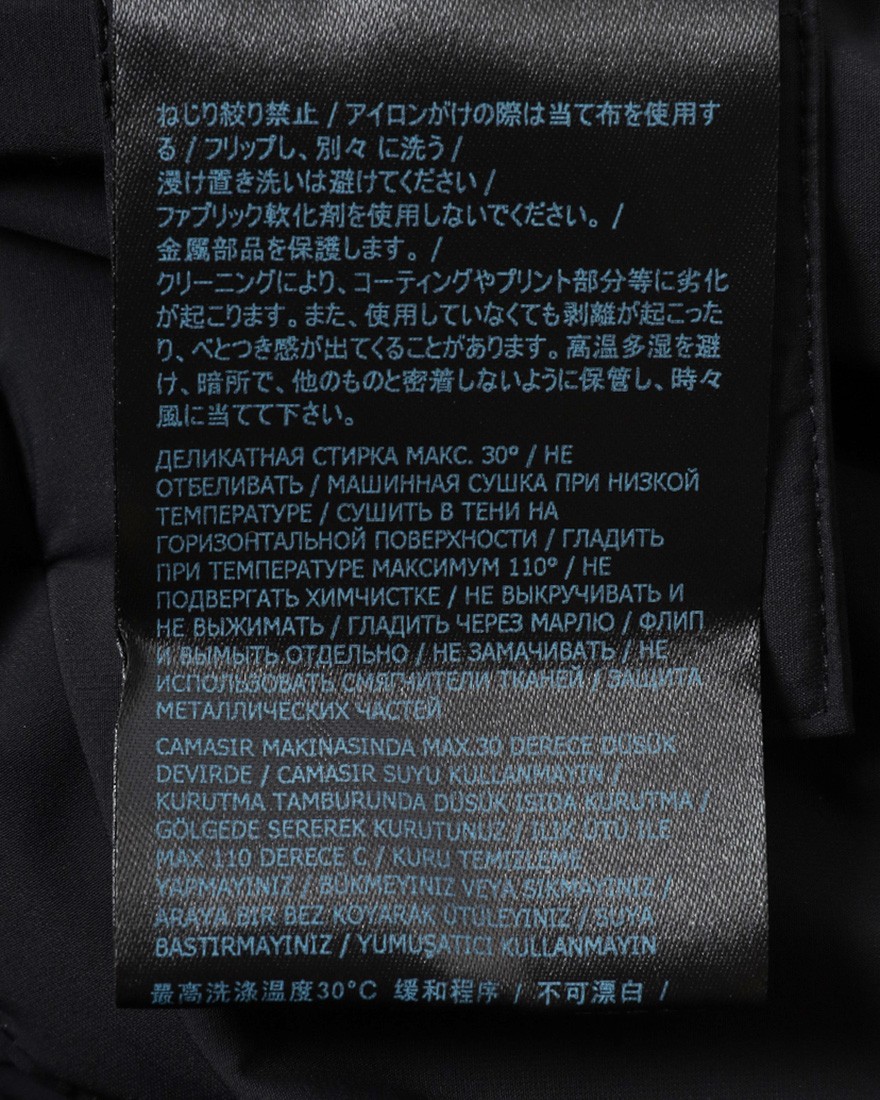 ねじり絞り禁止 / アイロンがけの際は当て布を使用す
る / フリップし、別々 に洗う /
浸け置き洗いは避けてください /
ファブリック軟化剤を使用しないでください。 /
金属部品を保護します。 /
クリーニングにより、コーティングやプリント部分等に劣化
が起こります。また、使用していなくても剥離が起こった
り、べとつき感が出てくることがあります。高温多湿を避
け、暗所で、他のものと密着しないように保管し、時々
風に当てて下さい。
ДЕЛИКАТНАЯ СТИРКА МАКС. 30° / НЕ
ОТБЕЛИВАТЬ / МАШИННАЯ СУШКА ПРИ НИЗКОЙ
ТЕМПЕРАТУРЕ / СУШИТЬ В ТЕНИ НА
ГОРИЗОНТАЛЬНОЙ ПОВЕРХНОСТИ / ГЛАДИТЬ
ПРИ ТЕМПЕРАТУРЕ МАКСИМУМ 110° / НЕ
ПОДВЕРГАТЬ ХИМЧИСТКЕ / НЕ ВЫКРУЧИВАТЬ И
НЕ ВЫЖИМАТЬ / ГЛАДИТЬ ЧЕРЕЗ МАРЛЮ / ФЛИП
И ВЫМЫТЬ ОТДЕЛЬНО / НЕ ЗАМАЧИВАТЬ / НЕ
ИСПОЛЬЗОВАТЬ СМЯГЧИТЕЛИ ТКАНЕЙ / ЗАЩИТА
МЕТАЛЛИЧЕСКИХ ЧАСТЕЙ
CAMASIR MAKINASINDA MAX.30 DERECE DÜSÜK
DEVIRDE / CAMASIR SUYU KULLANMAYIN /
KURUTMA TAMBURUNDA DÜSÜK ISIDA KURUTMA /
GÖLGEDE SEREREK KURUTUNUZ / ILIK ÜTÜ ILE
MAX 110 DERECE C / KURU TEMIZLEME
YAPMAYINIZ / BÜKMEYINIZ VEYA SIKMAYINIZ /
ARAYA BIR BEZ KOYARAK ÜTÜLEYINIZ / SUYA
BASTIRMAYINIZ / YUMUŞATICI KULLANMAYIN
最高洗涤温度30°C 缓和程序 / 不可漂白 /